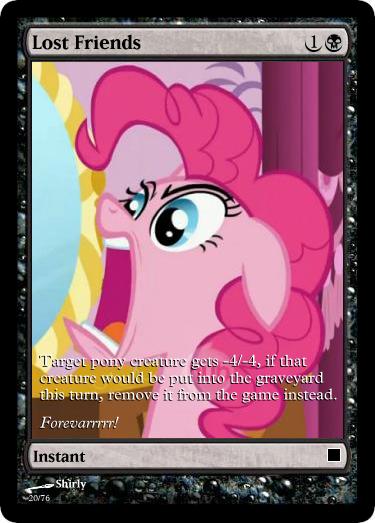 Lost Friends 1
Target pony creature gets -4/-4, if that
creature would be put into the graveyard
this turn, remove it from the game instead.
Forevarrrrr!
Instant
Shirly
20/76